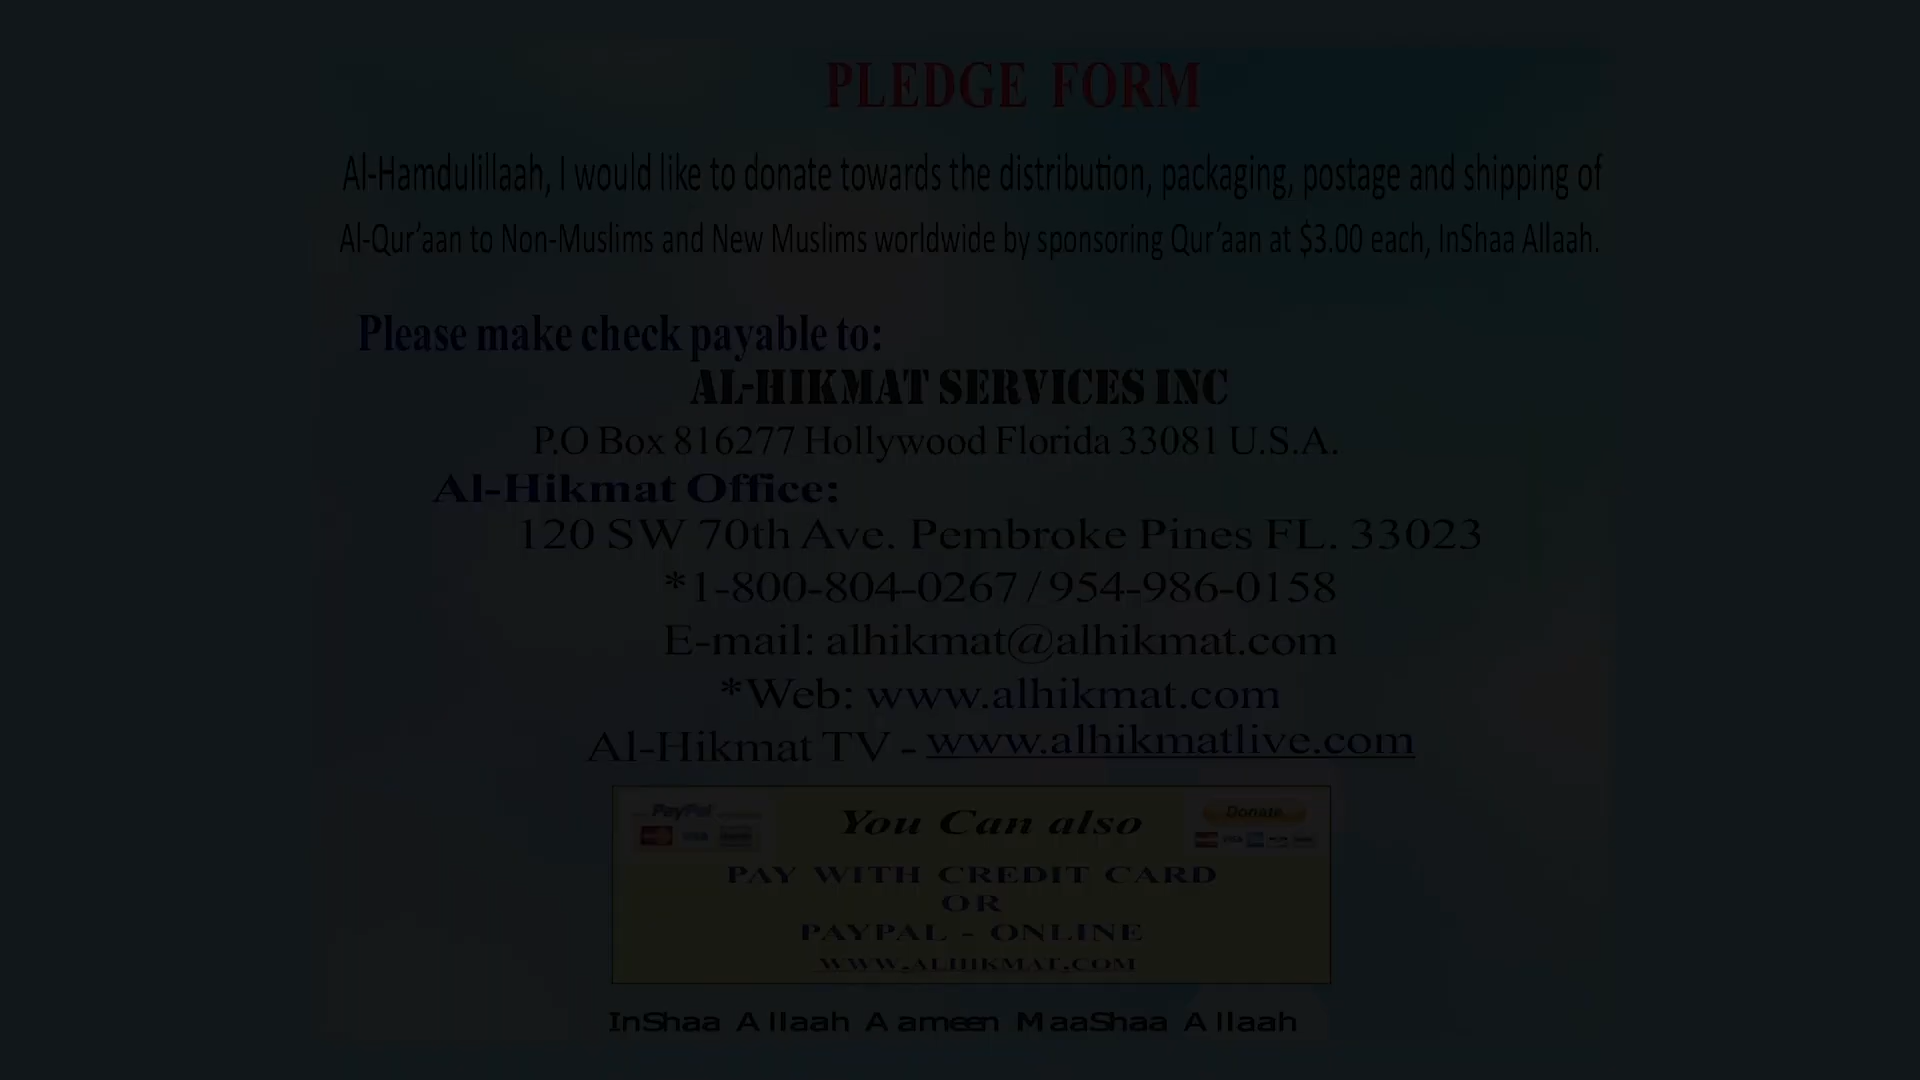 PLEDGE FORM
Al-Hamdulillaah, I would like to donate towards the distribution, packaging, postage and shipping of
Al-Qur’aan to Non-Muslims and New Muslims worldwide by sponsoring Qur’aan at $3.00 each, InShaa Allaah.
Please make check payable to:
AL-HIKMAT SERVICES INC
P.O Box 816277 Hollywood Florida 33081 U.S.A.
Al-Hikmat Office:
120 SW 70th Ave. Pembroke Pines FL. 33023
*1-800-804-0267 / 954-986-0158
E-mail: alhikmat@alhikmat.com
*Web: www.alhikmat.com
Al-Hikmat TV - www.alhikmatlive.com
PayPal
You Can also
Donate
PAY WITH CREDIT CARD
OR
PAYPAL - ONLINE
WWW.ALHIKMAT.COM
InShaa Allaah Aameen MaaShaa Allaah